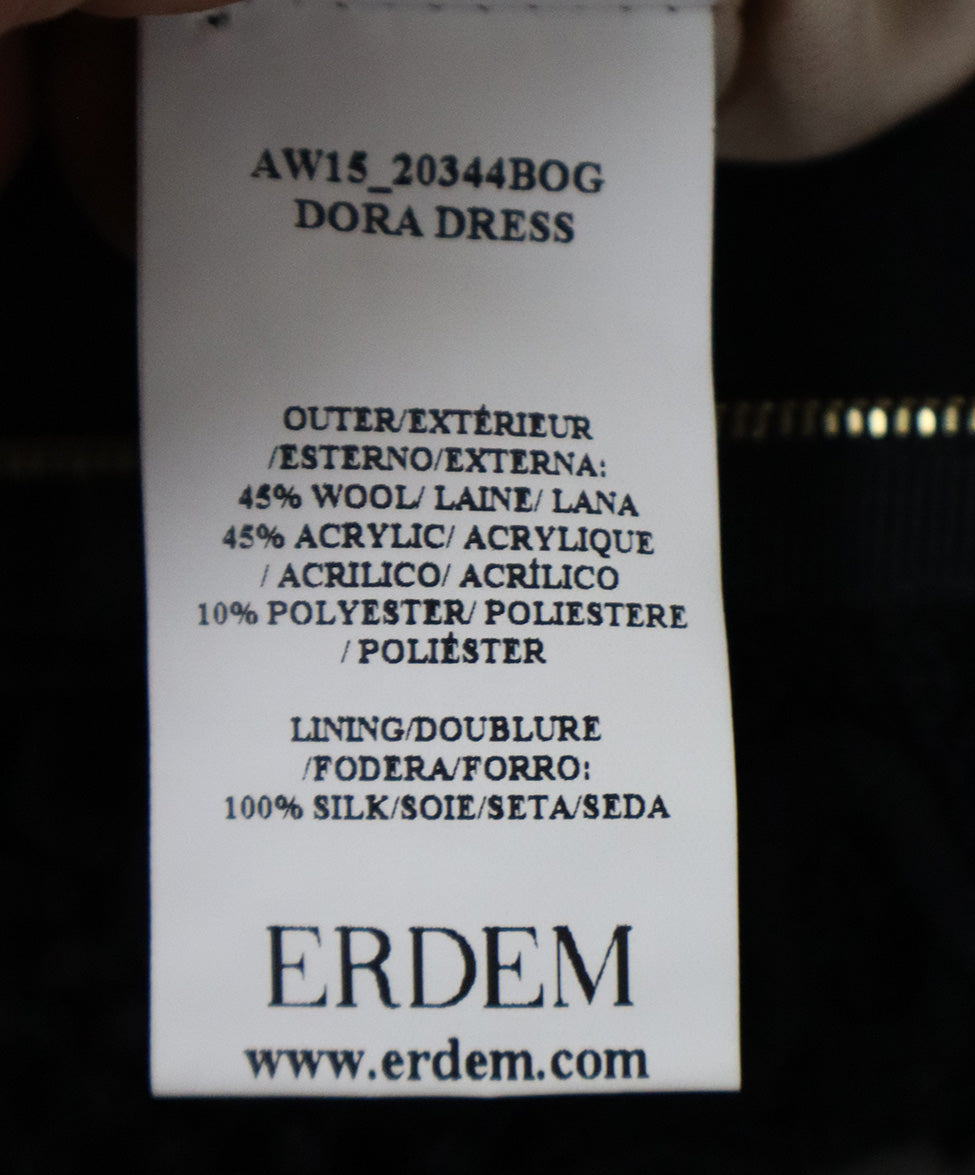 AW15_20344BOG
DORA DRESS
OUTER/EXTÉRIEUR
/ESTERNO/EXTERNA:
45% WOOL/ LAINE/ LANA
45% ACRYLIC/ ACRYLIQUE
/ ACRILICO/ ACRÍLICO
10% POLYESTER/ POLIESTERE
/ POLIÉSTER
LINING/DOUBLURE
/FODERA/FORRO:
100% SILK/SOIE/SETA/SEDA
ERDEM
www.erdem.com